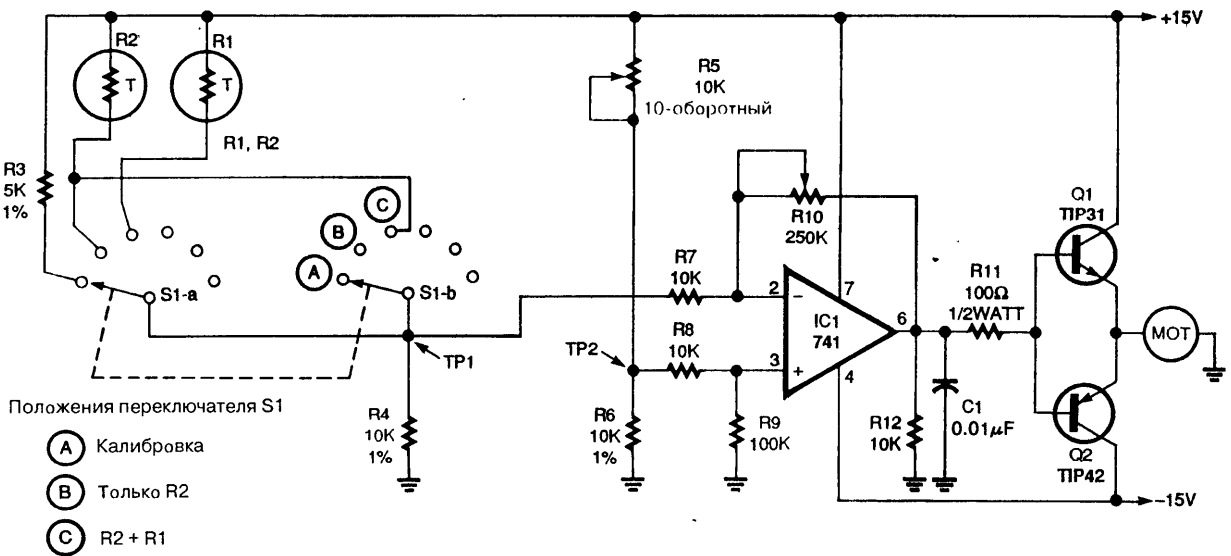 +15V
R2
R1
T
T
R5
10K
10-оборотный
R1, R2
R3
5K
1%
C
B
A
S1-a
S1-b
R10
250K
Q1
TIP31
R7
10K
2
−
7
IC1
741
6
R11
100Ω
1/2WATT
MOT
TP1
TP2
R8
10K
3
+
4
Положения переключателя S1
A Калибровка
B Только R2
C R2 + R1
R4
10K
1%
R6
10K
1%
R9
100K
R12
10K
C1
0.01μF
Q2
TIP42
−15V